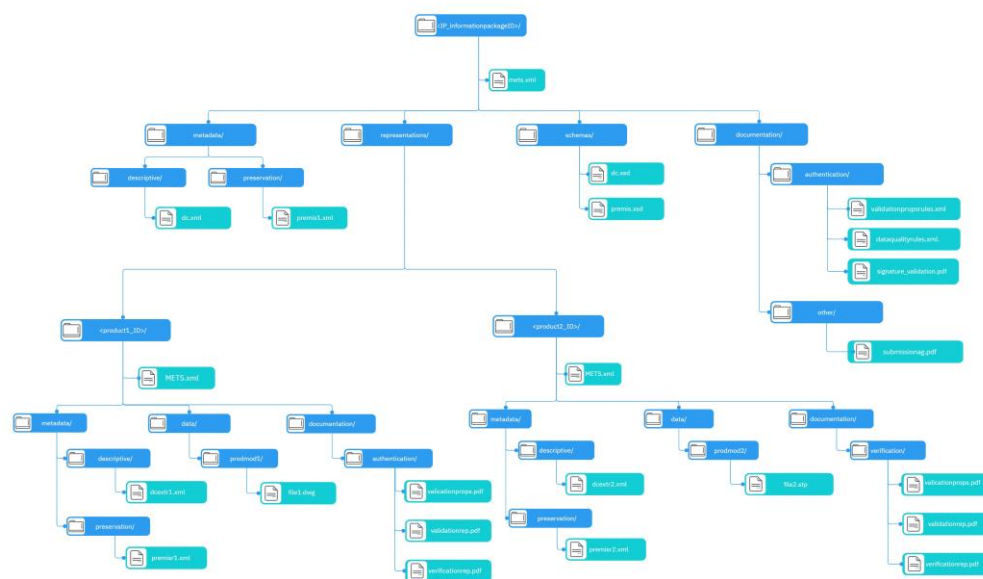 <IP_informationpackageID>/
mets.xml
metadata/
representations/
schemas/
documentation/
descriptive/
preservation/
dc.xml
premis1.xml
dc.xsd
premis.xsd
authentication/
validationpropsrules.xml
dataqualityrules.xml.
signature_validation.pdf
other/
submissionag.pdf
<product1_ID>/
<product2_ID>/
METS.xml
METS.xml
metadata/
data/
documentation/
metadata/
data/
documentation/
descriptive/
prodmod1/
authentication/
descriptive/
prodmod2/
verification/
dcextr1.xml
file1.dwg
valicationprops.pdf
dcextr2.xml
file2.stp
valicationprops.pdf
preservation/
validationrep.pdf
preservation/
validationrep.pdf
premisr1.xml
verificationrep.pdf
premisr2.xml
verificationrep.pdf